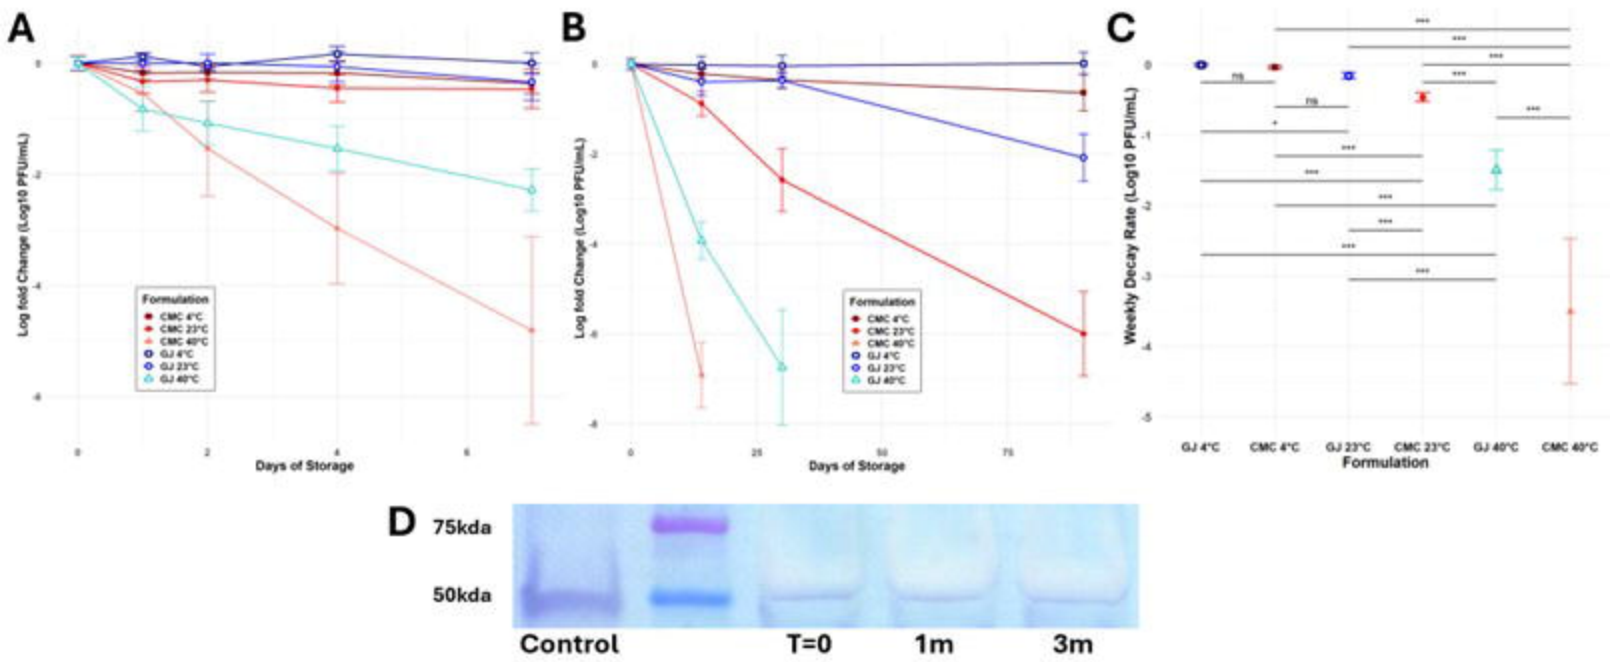 A
Log fold Change (Log10 PFU/mL)
0
-2
-4
-6
Formulation
CMC 4°C
CMC 23°C
CMC 40°C
GJ 4°C
GJ 23°C
GJ 40°C
0 2 4 6
Days of Storage
B
Log fold Change (Log10 PFU/mL)
0
-2
-4
-6
-8
Formulation
CMC 4°C
CMC 23°C
CMC 40°C
GJ 4°C
GJ 23°C
GJ 40°C
0 25 50 75
Days of Storage
C
Weekly Decay Rate (Log10 PFU/mL)
0
-1
-2
-3
-4
-5
***
***
***
***
ns
***
ns
*
***
***
***
***
***
***
GJ 4°C CMC 4°C GJ 23°C CMC 23°C GJ 40°C CMC 40°C
Formulation
D
75kda
50kda
Control T=0 1m 3m